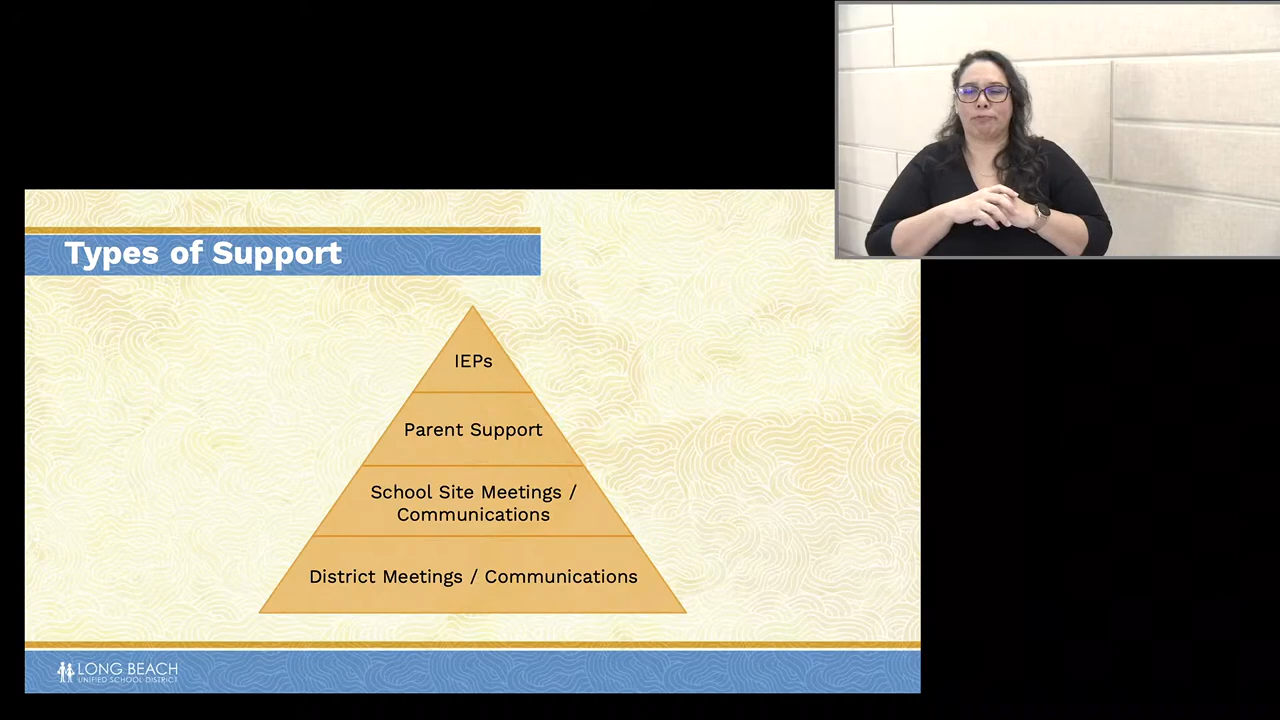 Types of Support
IEPs
Parent Support
School Site Meetings /
Communications
District Meetings / Communications
LONG BEACH
UNIFIED SCHOOL DISTRICT